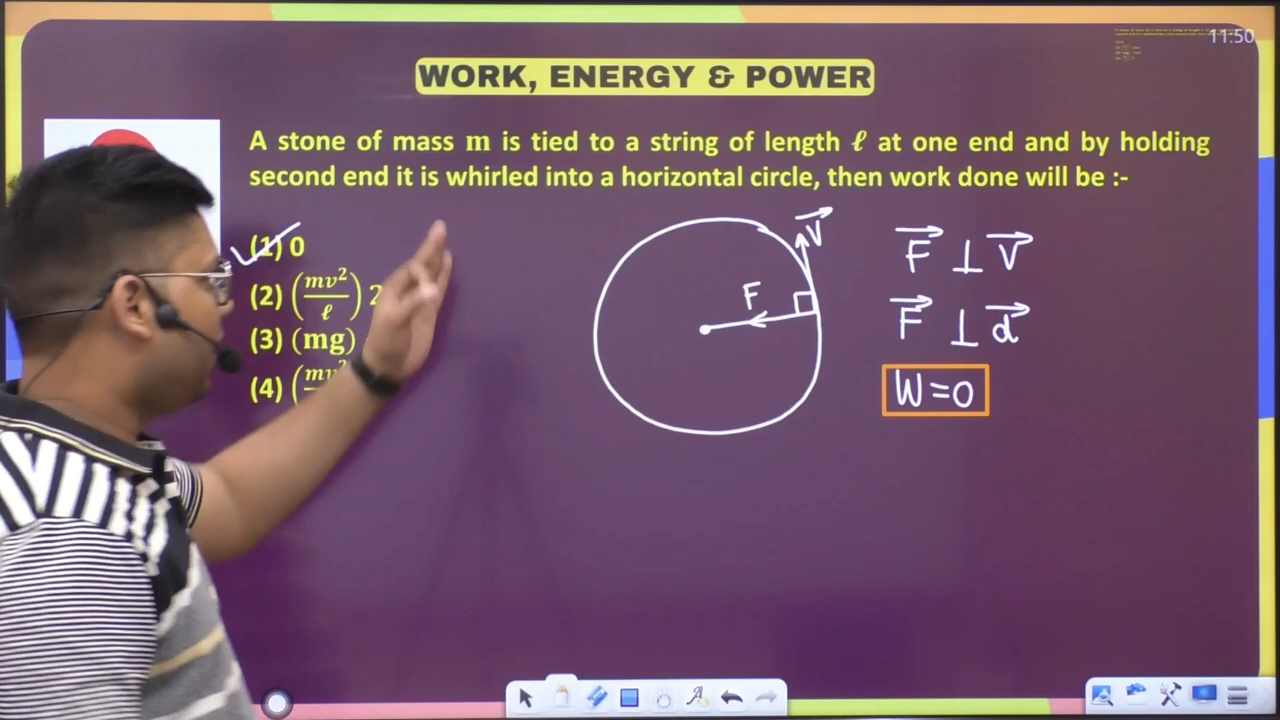 11:50
WORK, ENERGY & POWER
A stone of mass m is tied to a string of length ℓ at one end and by holding
second end it is whirled into a horizontal circle, then work done will be :-
(1) 0
(2) (mv²/ℓ) 2
(3) (mg)
(4) (mv²
V⃗
F
F⃗ ⊥ V⃗
F⃗ ⊥ d⃗
W=0